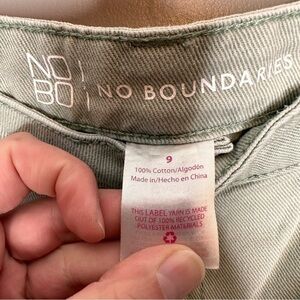 NO
BO
NO BOUNDARIES
9
100% Cotton/Algodón
Made in/Hecho en China
THIS LABEL YARN IS MADE
OUT OF 100% RECYCLED
POLYESTER MATERIALS